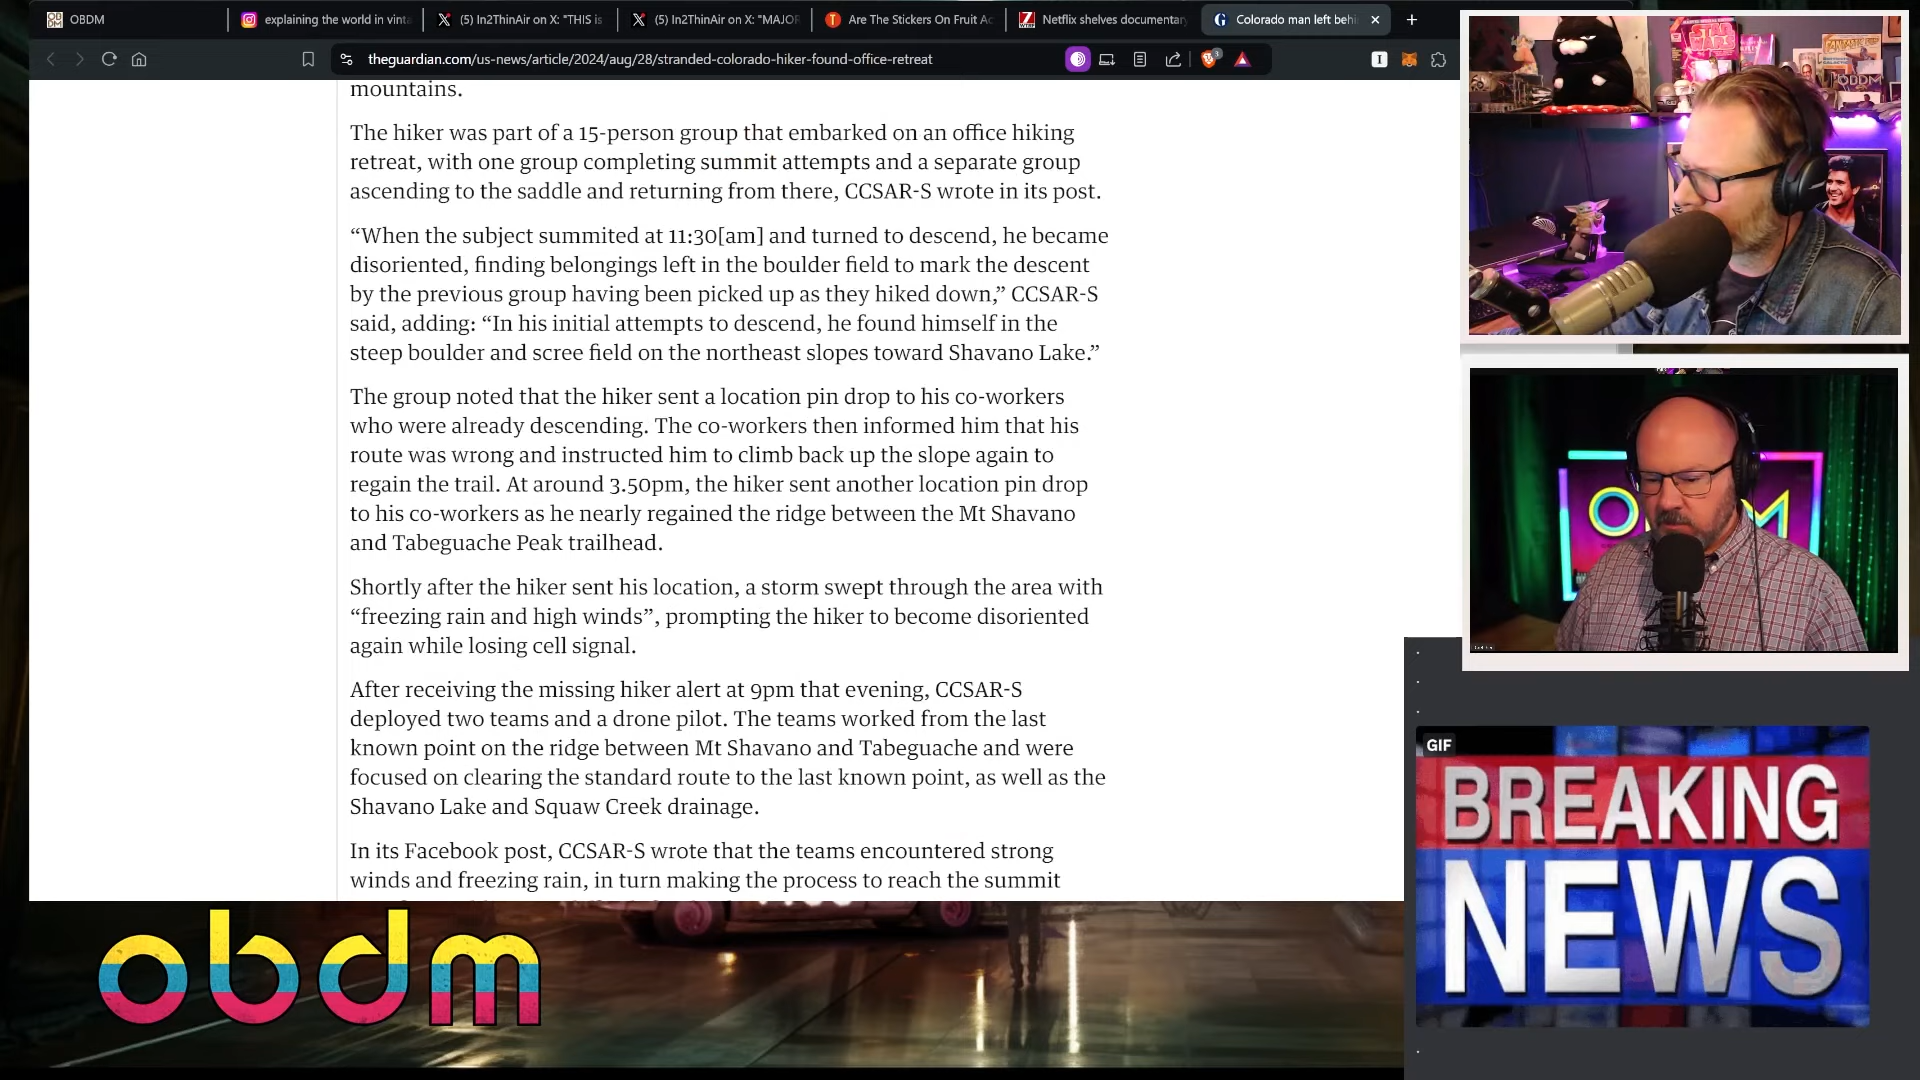 OBDM
explaining the world in vinta
(5) In2ThinAir on X: "THIS is
(5) In2ThinAir on X: "MAJOR
Are The Stickers On Fruit Ac
Netflix shelves documentary
Colorado man left behi
theguardian.com/us-news/article/2024/aug/28/stranded-colorado-hiker-found-office-retreat
mountains.
The hiker was part of a 15-person group that embarked on an office hiking
retreat, with one group completing summit attempts and a separate group
ascending to the saddle and returning from there, CCSAR-S wrote in its post.
“When the subject summited at 11:30[am] and turned to descend, he became
disoriented, finding belongings left in the boulder field to mark the descent
by the previous group having been picked up as they hiked down,” CCSAR-S
said, adding: “In his initial attempts to descend, he found himself in the
steep boulder and scree field on the northeast slopes toward Shavano Lake.”
The group noted that the hiker sent a location pin drop to his co-workers
who were already descending. The co-workers then informed him that his
route was wrong and instructed him to climb back up the slope again to
regain the trail. At around 3.50pm, the hiker sent another location pin drop
to his co-workers as he nearly regained the ridge between the Mt Shavano
and Tabeguache Peak trailhead.
Shortly after the hiker sent his location, a storm swept through the area with
“freezing rain and high winds”, prompting the hiker to become disoriented
again while losing cell signal.
After receiving the missing hiker alert at 9pm that evening, CCSAR-S
deployed two teams and a drone pilot. The teams worked from the last
known point on the ridge between Mt Shavano and Tabeguache and were
focused on clearing the standard route to the last known point, as well as the
Shavano Lake and Squaw Creek drainage.
In its Facebook post, CCSAR-S wrote that the teams encountered strong
winds and freezing rain, in turn making the process to reach the summit
STAR WARS
OBDM
GIF
BREAKING
NEWS
obdm